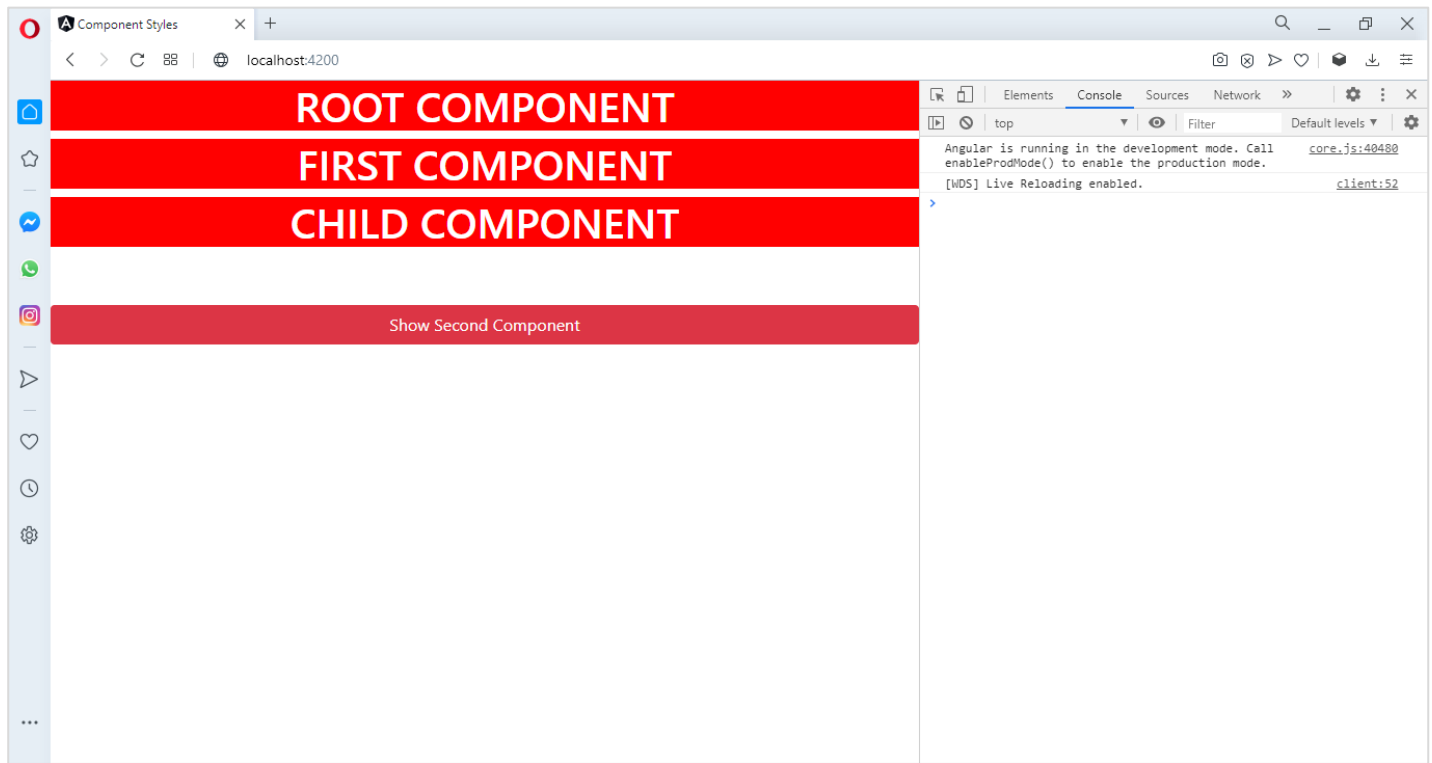 Component Styles
localhost:4200
ROOT COMPONENT
FIRST COMPONENT
CHILD COMPONENT
Show Second Component
Elements Console Sources Network »
top Filter Default levels ▼
Angular is running in the development mode. Call core.js:40480
enableProdMode() to enable the production mode.
[WDS] Live Reloading enabled. client:52
>